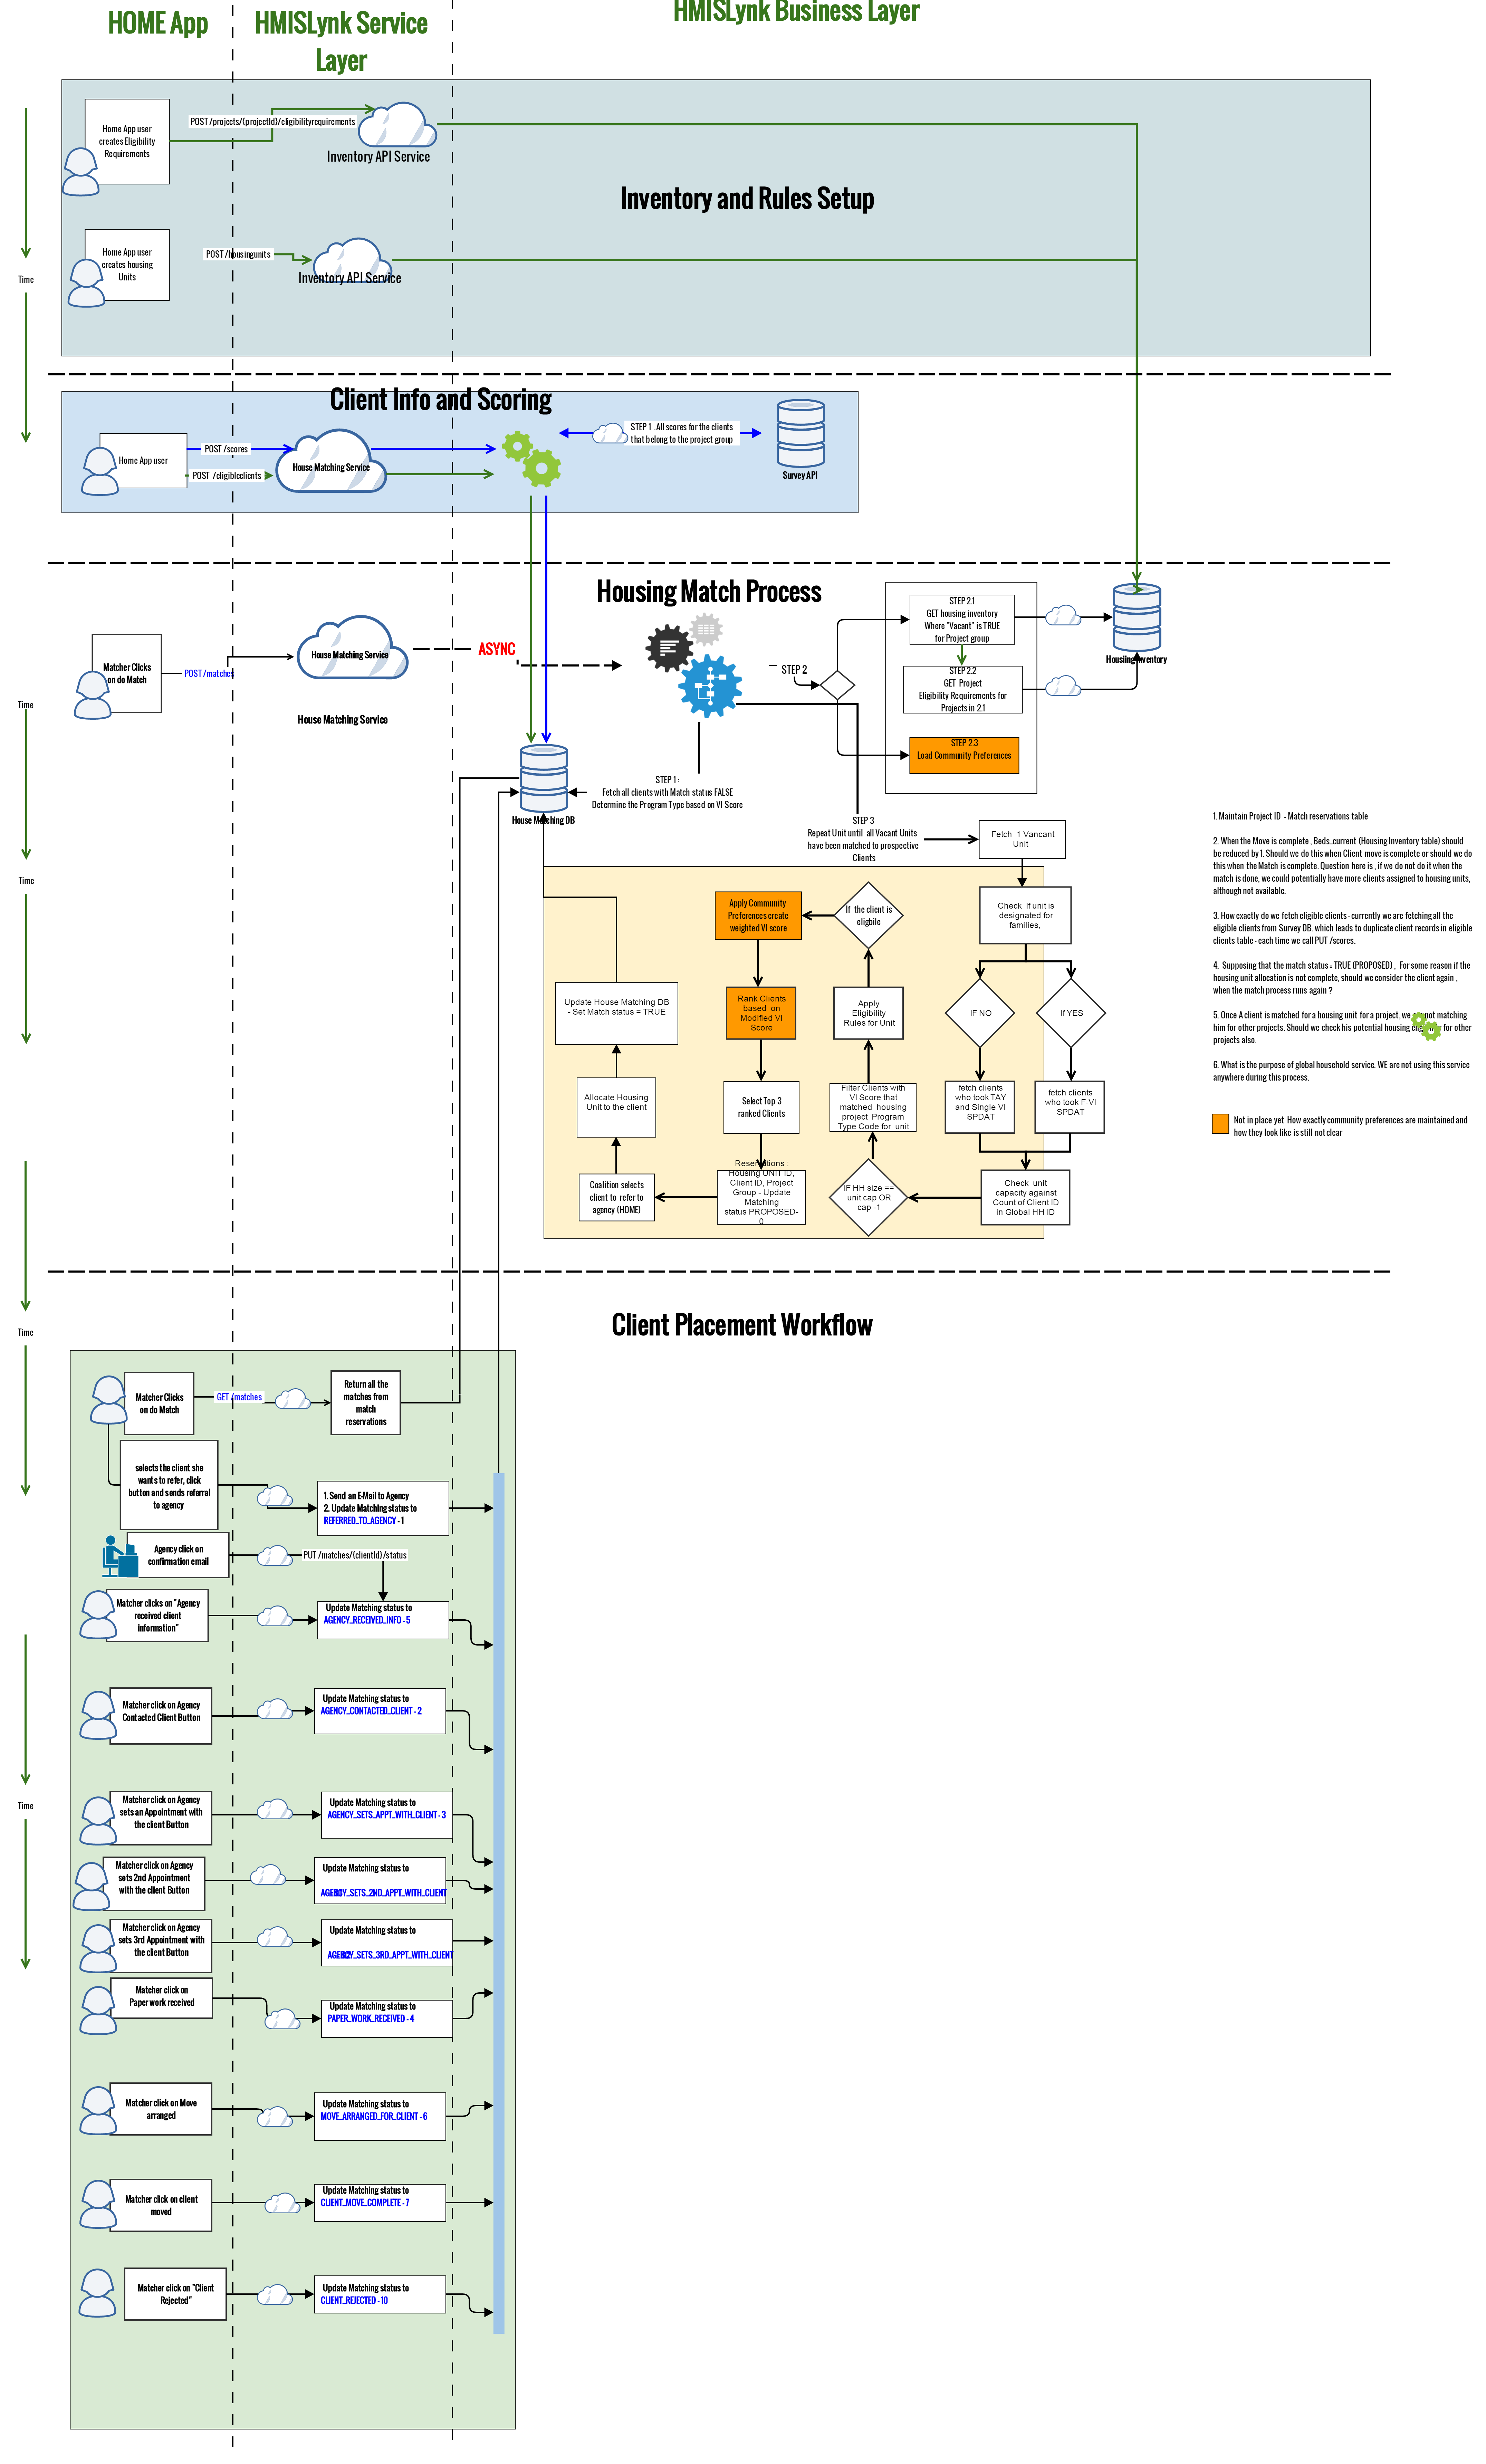 HOME App
HMISLynk Service
Layer
HMISLynk Business Layer
Home App user
creates Eligibility
Requirements
POST /projects/{projectId}/eligibilityrequirements
Inventory API Service
Inventory and Rules Setup
Home App user
creates housing
Units
POST /housingunits
Inventory API Service
Time
Client Info and Scoring
Home App user
POST /scores
POST /eligibleclients
House Matching Service
STEP 1 . All scores for the clients
that belong to the project group
Survey API
Housing Match Process
Matcher Clicks
on do Match
POST /matches
House Matching Service
House Matching Service
ASYNC
STEP 2
STEP 2.1
GET housing inventory
Where "Vacant" is TRUE
for Project group
STEP 2.2
GET Project
Eligibility Requirements for
Projects in 2.1
STEP 2.3
Load Community Preferences
Housing Inventory
Time
STEP 1 :
Fetch all clients with Match status FALSE
Determine the Program Type based on VI Score
House Matching DB
STEP 3
Repeat Unit until all Vacant Units
have been matched to prospective
Clients
Fetch 1 Vancant
Unit
Time
Check If unit is
designated for
families,
If the client is
eligbile
Apply Community
Preferences create
weighted VI score
IF NO
If YES
Apply
Eligibility
Rules for Unit
Rank Clients
based on
Modified VI
Score
Update House Matching DB
- Set Match status = TRUE
fetch clients
who took TAY
and Single VI
SPDAT
fetch clients
who took F-VI
SPDAT
Filter Clients with
VI Score that
matched housing
project Program
Type Code for unit
Select Top 3
ranked Clients
Allocate Housing
Unit to the client
Check unit
capacity against
Count of Client ID
in Global HH ID
IF HH size ==
unit cap OR
cap -1
Reservations :
Housing UNIT ID,
Client ID, Project
Group - Update
Matching
status PROPOSED-
0
Coalition selects
client to refer to
agency (HOME)
1. Maintain Project ID - Match reservations table
2. When the Move is complete , Beds_current (Housing Inventory table) should
be reduced by 1. Should we do this when Client move is complete or should we do
this when the Match is complete. Question here is , if we do not do it when the
match is done, we could potentially have more clients assigned to housing units,
although not available.
3. How exactly do we fetch eligible clients - currently we are fetching all the
eligible clients from Survey DB. which leads to duplicate client records in eligible
clients table - each time we call PUT /scores.
4. Supposing that the match status = TRUE (PROPOSED) , For some reason if the
housing unit allocation is not complete, should we consider the client again ,
when the match process runs again ?
5. Once A client is matched for a housing unit for a project, we not matching
him for other projects. Should we check his potential housing for other
projects also.
6. What is the purpose of global household service. WE are not using this service
anywhere during this process.
Not in place yet How exactly community preferences are maintained and
how they look like is still not clear
Client Placement Workflow
Time
Matcher Clicks
on do Match
GET /matches
Return all the
matches from
match
reservations
selects the client she
wants to refer, click
button and sends referral
to agency
1. Send an E-Mail to Agency
2. Update Matching status to
REFERRED_TO_AGENCY - 1
Agency click on
confirmation email
PUT /matches/{clientId}/status
Matcher clicks on "Agency
received client
information"
Update Matching status to
AGENCY_RECEIVED_INFO - 5
Matcher click on Agency
Contacted Client Button
Update Matching status to
AGENCY_CONTACTED_CLIENT - 2
Time
Matcher click on Agency
sets an Appointment with
the client Button
Update Matching status to
AGENCY_SETS_APPT_WITH_CLIENT - 3
Matcher click on Agency
sets 2nd Appointment
with the client Button
Update Matching status to
AGENCY_SETS_2ND_APPT_WITH_CLIENT
Matcher click on Agency
sets 3rd Appointment with
the client Button
Update Matching status to
AGENCY_SETS_3RD_APPT_WITH_CLIENT
Matcher click on
Paper work received
Update Matching status to
PAPER_WORK_RECEIVED - 4
Matcher click on Move
arranged
Update Matching status to
MOVE_ARRANGED_FOR_CLIENT - 6
Matcher click on client
moved
Update Matching status to
CLIENT_MOVE_COMPLETE - 7
Matcher click on "Client
Rejected"
Update Matching status to
CLIENT_REJECTED - 10